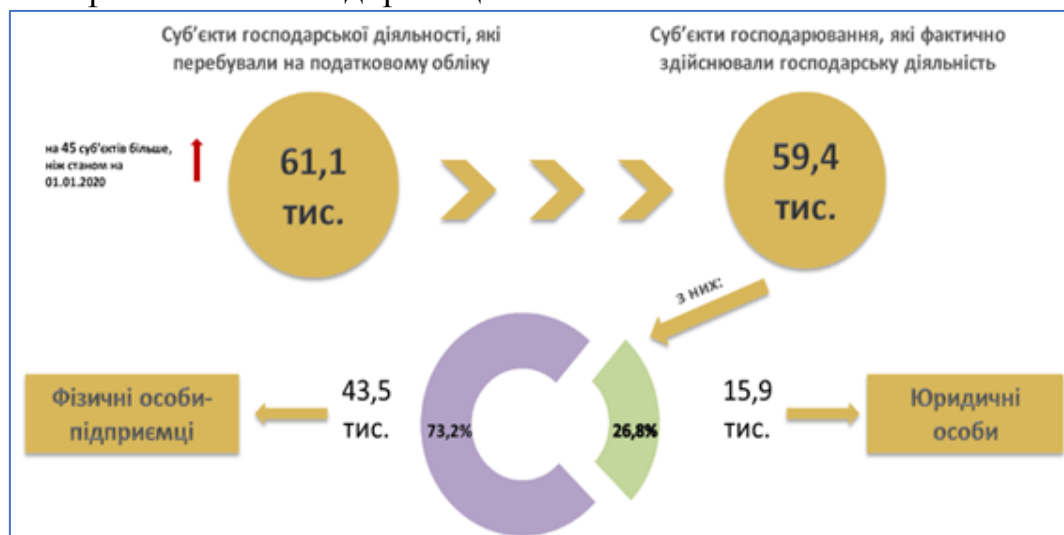 Суб'єкти господарської діяльності, які
перебували на податковому обліку
Суб'єкти господарювання, які фактично
здійснювали господарську діяльність
на 45 суб'єктів більше,
ніж станом на
01.01.2020
61,1
тис.
59,4
тис.
з них:
Фізичні особи-
підприємці
43,5
тис.
73,2%
26,8%
15,9
тис.
Юридичні
особи